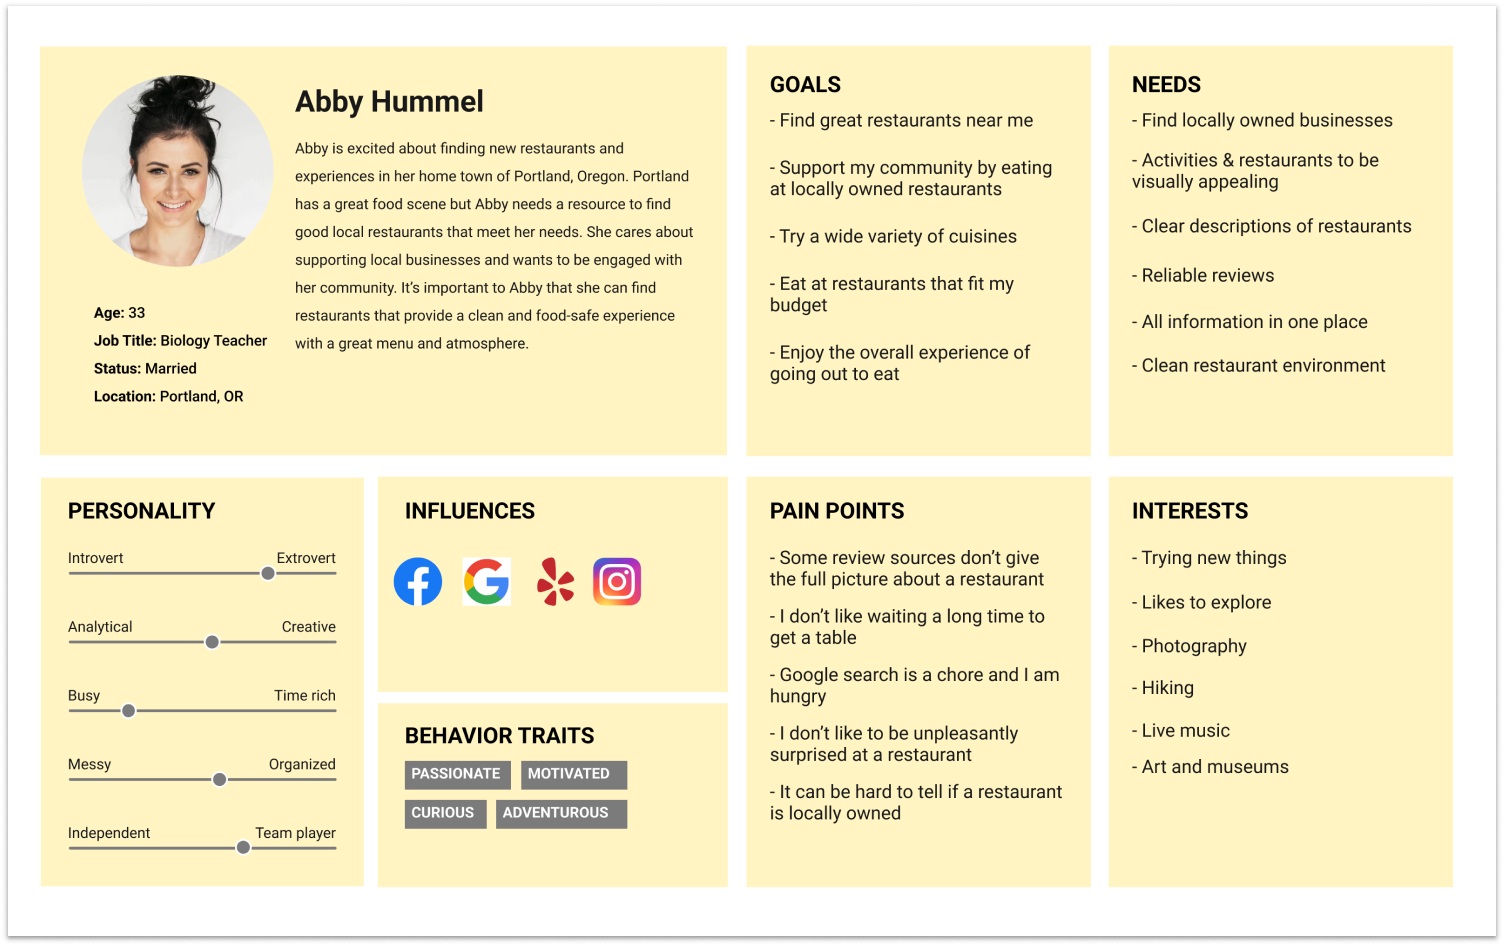 Abby Hummel
Abby is excited about finding new restaurants and
experiences in her home town of Portland, Oregon. Portland
has a great food scene but Abby needs a resource to find
good local restaurants that meet her needs. She cares about
supporting local businesses and wants to be engaged with
her community. It’s important to Abby that she can find
restaurants that provide a clean and food-safe experience
with a great menu and atmosphere.
Age: 33
Job Title: Biology Teacher
Status: Married
Location: Portland, OR
GOALS
- Find great restaurants near me
- Support my community by eating
at locally owned restaurants
- Try a wide variety of cuisines
- Eat at restaurants that fit my
budget
- Enjoy the overall experience of
going out to eat
NEEDS
- Find locally owned businesses
- Activities & restaurants to be
visually appealing
- Clear descriptions of restaurants
- Reliable reviews
- All information in one place
- Clean restaurant environment
PERSONALITY
Introvert Extrovert
Analytical Creative
Busy Time rich
Messy Organized
Independent Team player
INFLUENCES
BEHAVIOR TRAITS
PASSIONATE MOTIVATED
CURIOUS ADVENTUROUS
PAIN POINTS
- Some review sources don’t give
the full picture about a restaurant
- I don’t like waiting a long time to
get a table
- Google search is a chore and I am
hungry
- I don’t like to be unpleasantly
surprised at a restaurant
- It can be hard to tell if a restaurant
is locally owned
INTERESTS
- Trying new things
- Likes to explore
- Photography
- Hiking
- Live music
- Art and museums